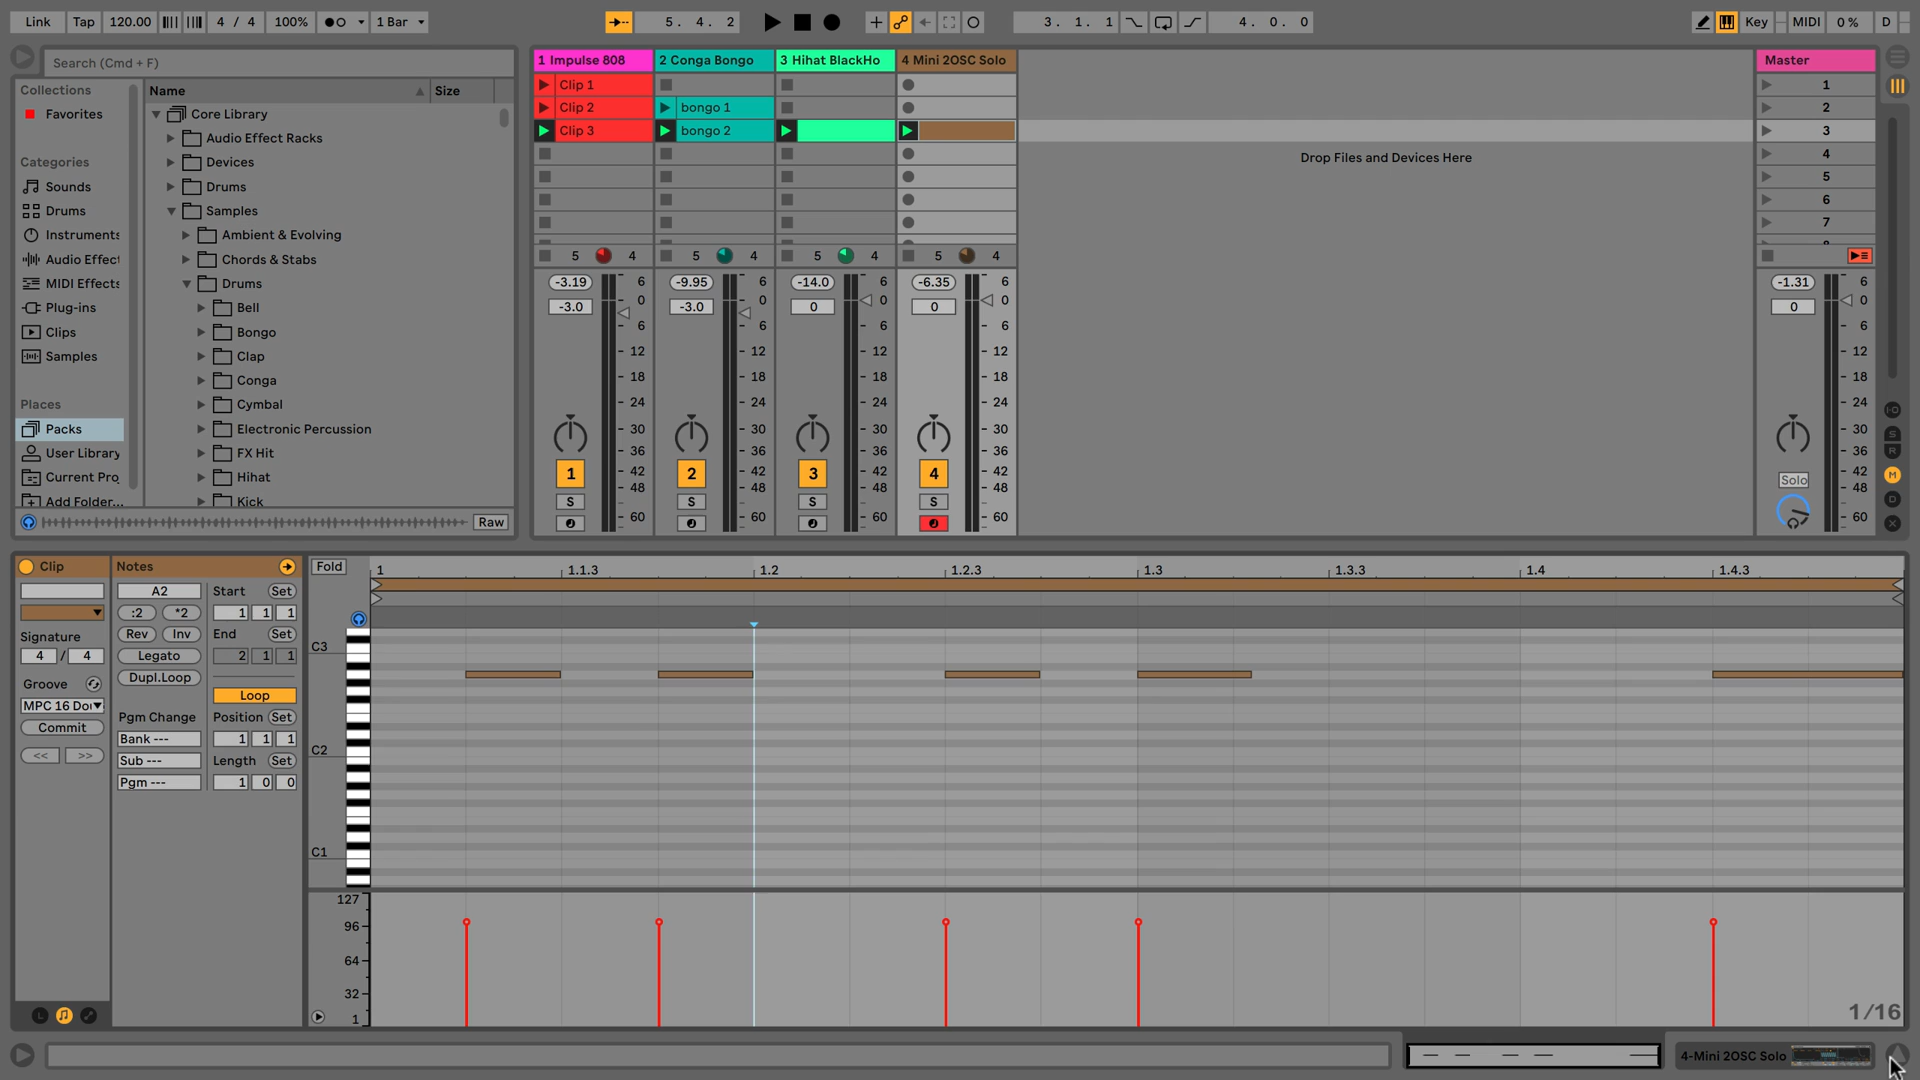 Link Tap 120.00 4 / 4 100% 1 Bar 5. 4. 2 3. 1. 1 4. 0. 0 Key MIDI 0 % D
Search (Cmd + F)
Collections
Favorites
Categories
Sounds
Drums
Instruments
Audio Effect
MIDI Effects
Plug-ins
Clips
Samples
Places
Packs
User Library
Current Proj
Add Folder...
Name Size
Core Library
Audio Effect Racks
Devices
Drums
Samples
Ambient & Evolving
Chords & Stabs
Drums
Bell
Bongo
Clap
Conga
Cymbal
Electronic Percussion
FX Hit
Hihat
Kick
Raw
1 Impulse 808 2 Conga Bongo 3 Hihat BlackHo 4 Mini 2OSC Solo
Clip 1
Clip 2 bongo 1
Clip 3 bongo 2
Drop Files and Devices Here
Master
1
2
3
4
5
6
7
5 4 5 4 5 4 5 4
-3.19 -9.95 -14.0 -6.35 -1.31
-3.0 -3.0 0 0 0
6 6 6 6 6
0 0 0 0 0
6 6 6 6 6
12 12 12 12 12
18 18 18 18 18
24 24 24 24 24
30 30 30 30 30
36 36 36 36 36
42 42 42 42 42
48 48 48 48 48
60 60 60 60 60
1 2 3 4
S S S S
Solo
I·O
S
R
M
D
X
Clip
Signature
4 / 4
Groove
MPC 16 Do
Commit
<< >>
Notes
A2
:2 *2
Rev Inv
Legato
Dupl.Loop
Pgm Change
Bank ---
Sub ---
Pgm ---
Start Set
1 1 1
End Set
2 1 1
Loop
Position Set
1 1 1
Length Set
1 0 0
L
Fold
1 1.1.3 1.2 1.2.3 1.3 1.3.3 1.4 1.4.3
C3
C2
C1
127
96
64
32
1
1/16
4-Mini 2OSC Solo